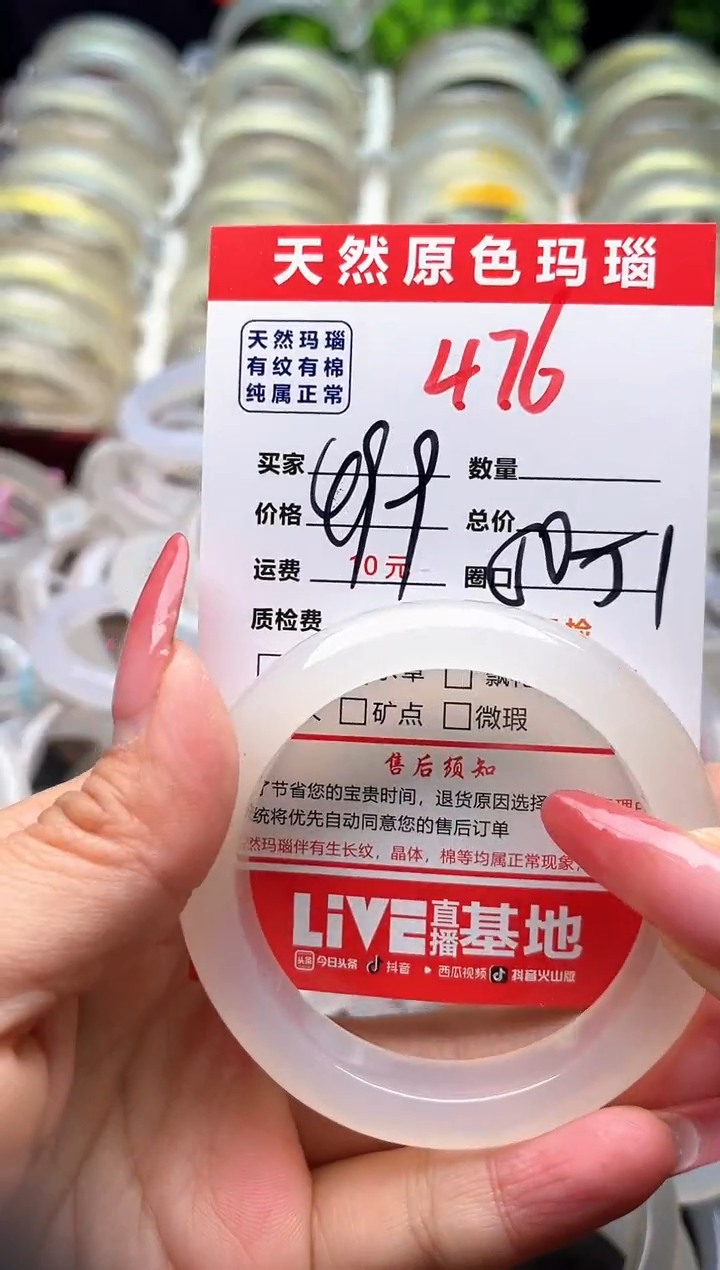 天然原色玛瑙
天然玛瑙
有纹有棉
纯属正常
476
买家
数量
价格
99
总价
运费 10元
圈口
质检费
矿点 微瑕
售后须知
了节省您的宝贵时间，退货原因选择
统将优先自动同意您的售后订单
然玛瑙伴有生长纹，晶体，棉等均属正常现象，
LiVE直播基地
头条 今日头条 抖音 西瓜视频 抖音火山版